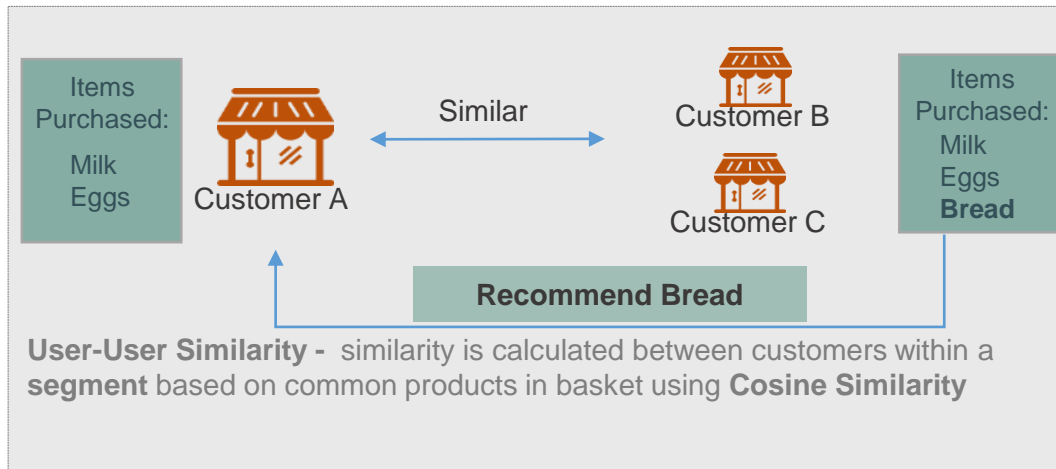 Items
Purchased:
Milk
Eggs
Customer A
Similar
Customer B
Customer C
Items
Purchased:
Milk
Eggs
Bread
Recommend Bread
User-User Similarity - similarity is calculated between customers within a
segment based on common products in basket using Cosine Similarity